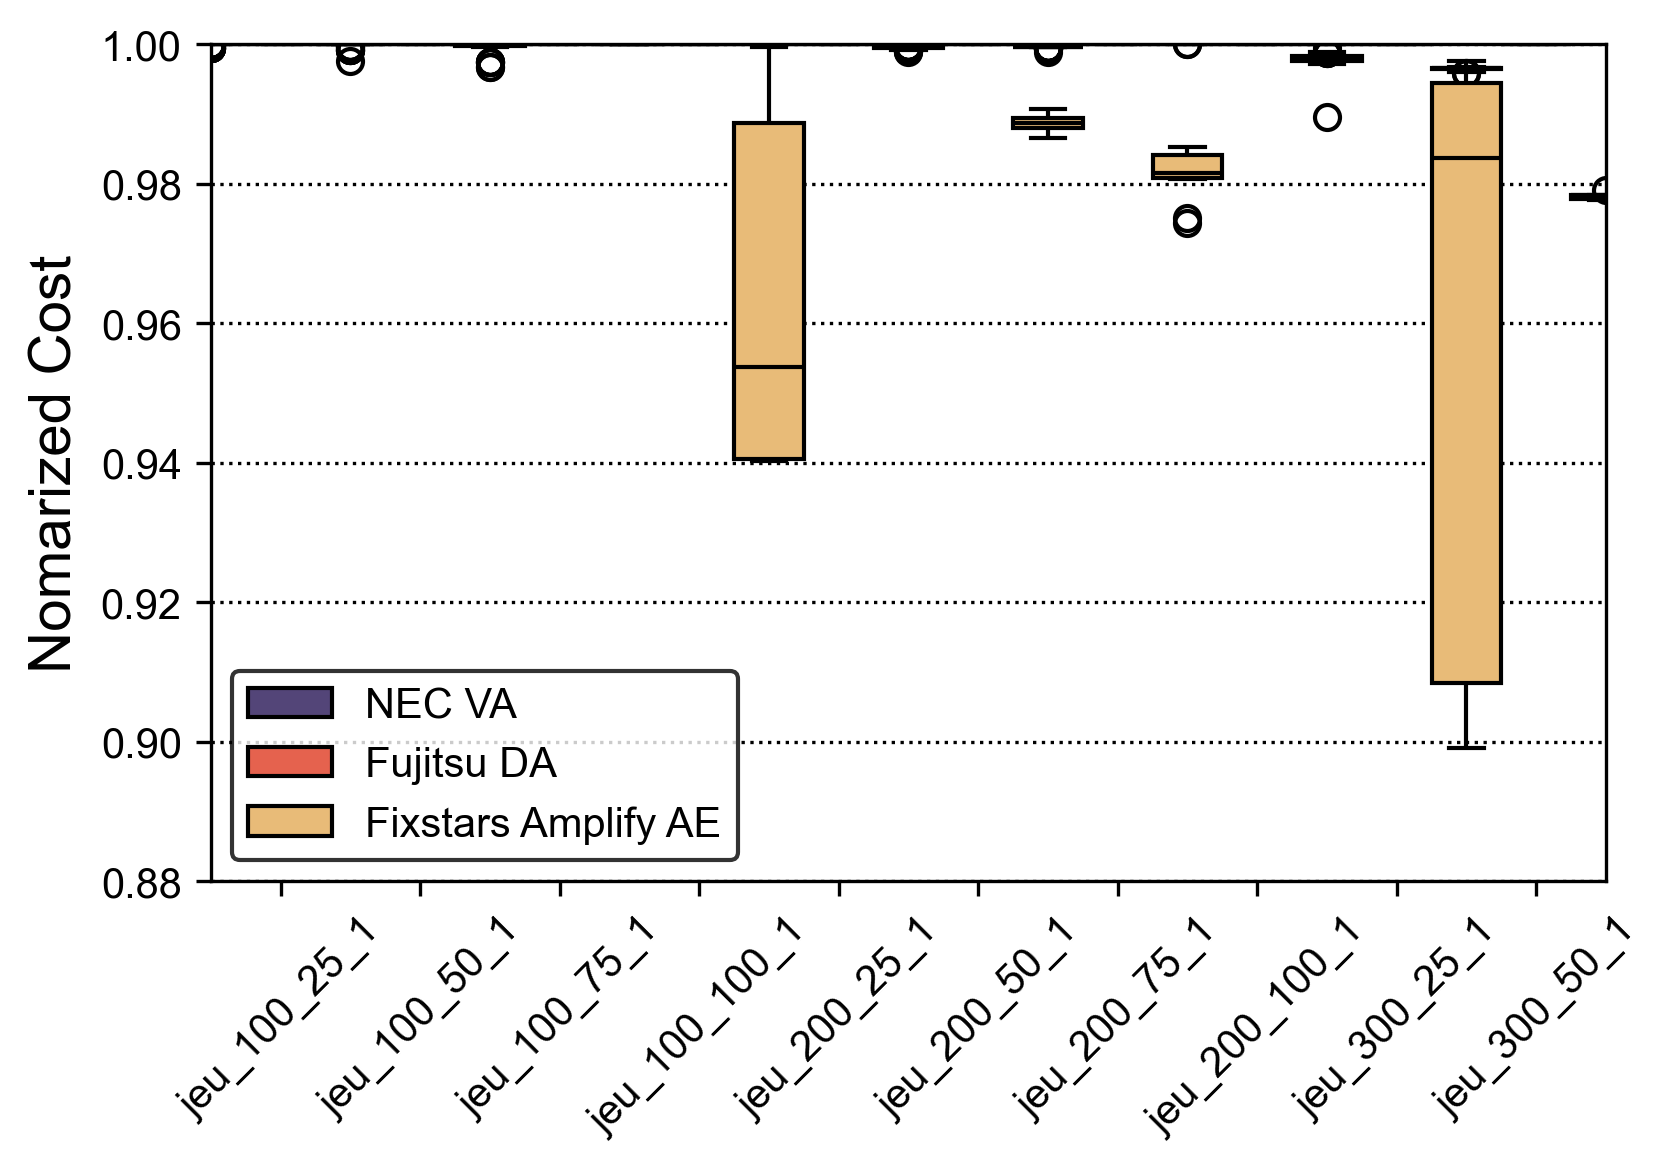 Nomarized Cost
1.00
0.98
0.96
0.94
0.92
0.90
0.88
NEC VA
Fujitsu DA
Fixstars Amplify AE
jeu_100_25_1
jeu_100_50_1
jeu_100_75_1
jeu_100_100_1
jeu_200_25_1
jeu_200_50_1
jeu_200_75_1
jeu_200_100_1
jeu_300_25_1
jeu_300_50_1